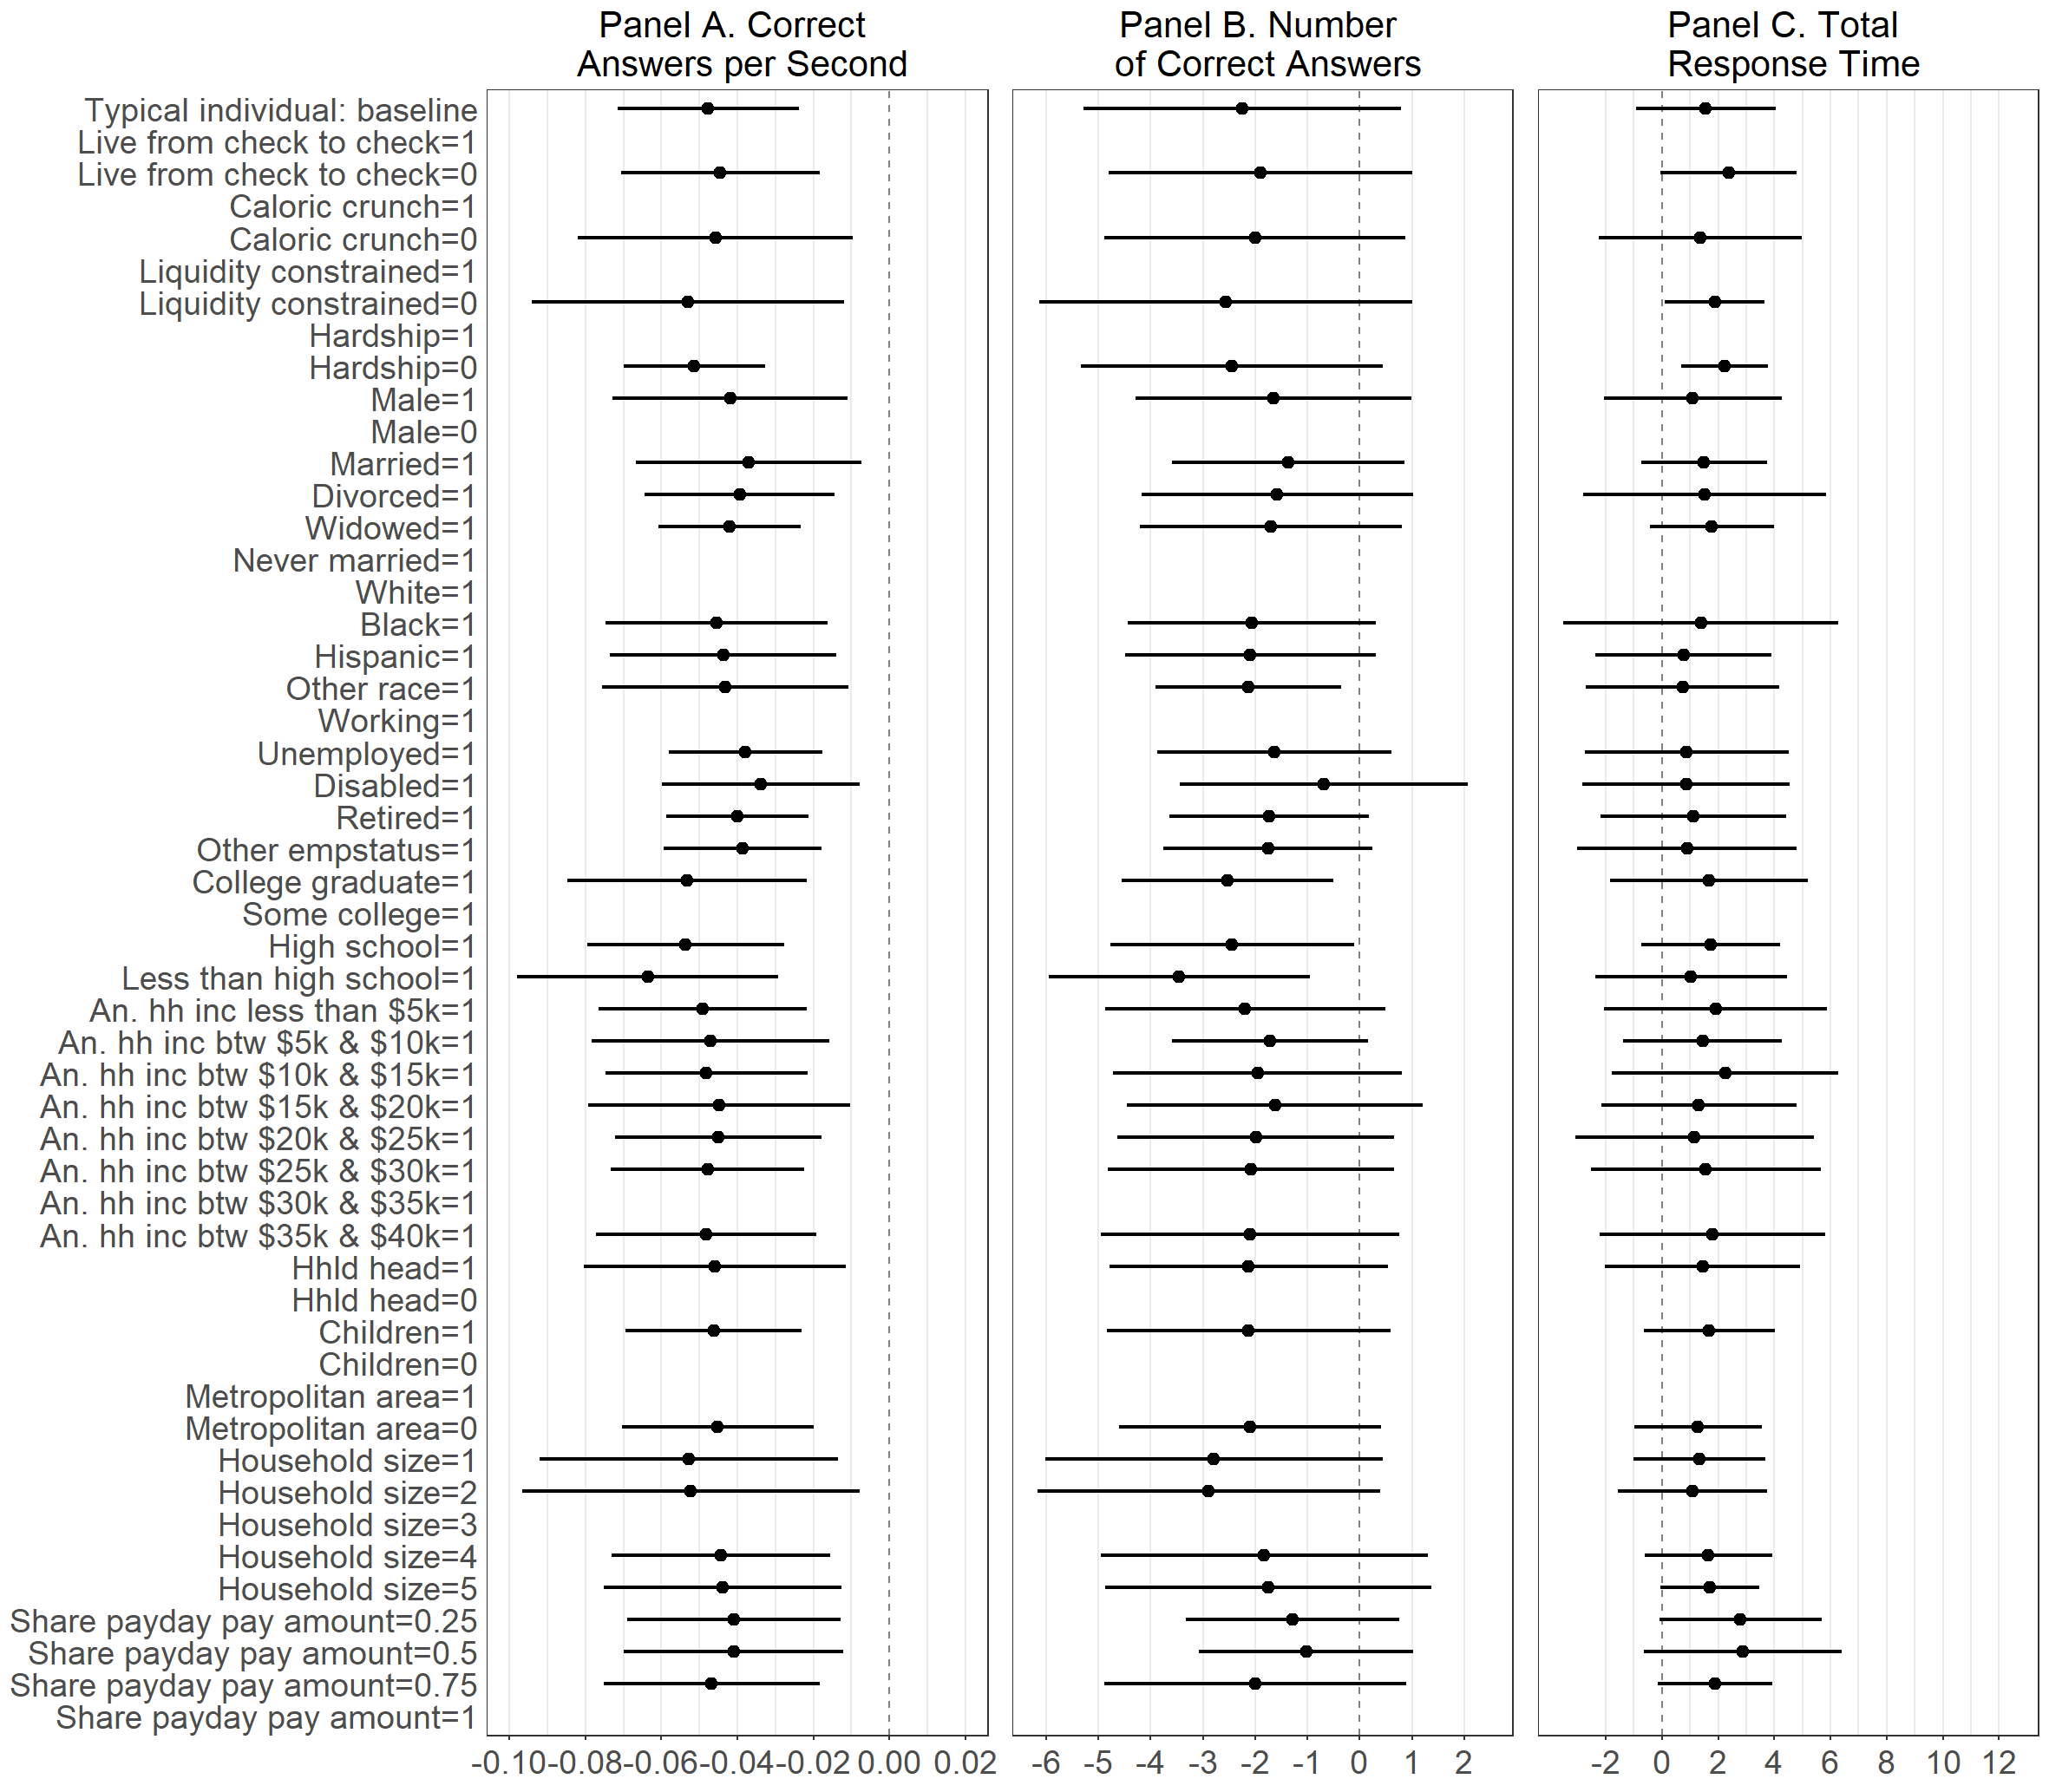 Panel A. Correct
Answers per Second
Panel B. Number
of Correct Answers
Panel C. Total
Response Time
Typical individual: baseline
Live from check to check=1
Live from check to check=0
Caloric crunch=1
Caloric crunch=0
Liquidity constrained=1
Liquidity constrained=0
Hardship=1
Hardship=0
Male=1
Male=0
Married=1
Divorced=1
Widowed=1
Never married=1
White=1
Black=1
Hispanic=1
Other race=1
Working=1
Unemployed=1
Disabled=1
Retired=1
Other empstatus=1
College graduate=1
Some college=1
High school=1
Less than high school=1
An. hh inc less than $5k=1
An. hh inc btw $5k & $10k=1
An. hh inc btw $10k & $15k=1
An. hh inc btw $15k & $20k=1
An. hh inc btw $20k & $25k=1
An. hh inc btw $25k & $30k=1
An. hh inc btw $30k & $35k=1
An. hh inc btw $35k & $40k=1
Hhld head=1
Hhld head=0
Children=1
Children=0
Metropolitan area=1
Metropolitan area=0
Household size=1
Household size=2
Household size=3
Household size=4
Household size=5
Share payday pay amount=0.25
Share payday pay amount=0.5
Share payday pay amount=0.75
Share payday pay amount=1
-0.10 -0.08 -0.06 -0.04 -0.02 0.00 0.02
-6 -5 -4 -3 -2 -1 0 1 2
-2 0 2 4 6 8 10 12